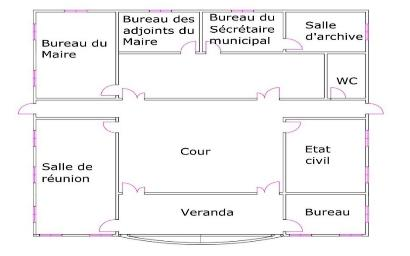 Bureau du
Maire
Bureau des
adjoints du
Maire
Bureau du
Sécrétaire
municipal
Salle
d'archive
WC
Cour
Etat
civil
Salle de
réunion
Veranda
Bureau